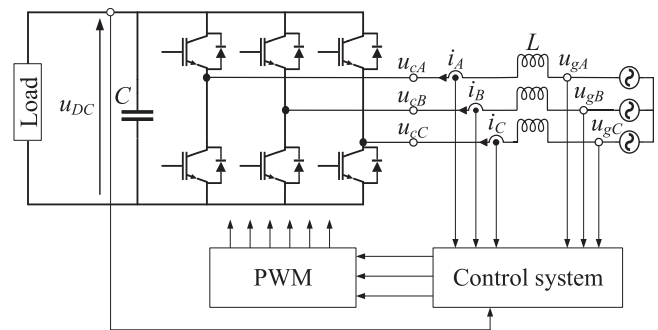 Load
u_DC
C
u_cA
i_A
L
u_gA
u_cB
i_B
u_gB
u_cC
i_C
u_gC
PWM
Control system